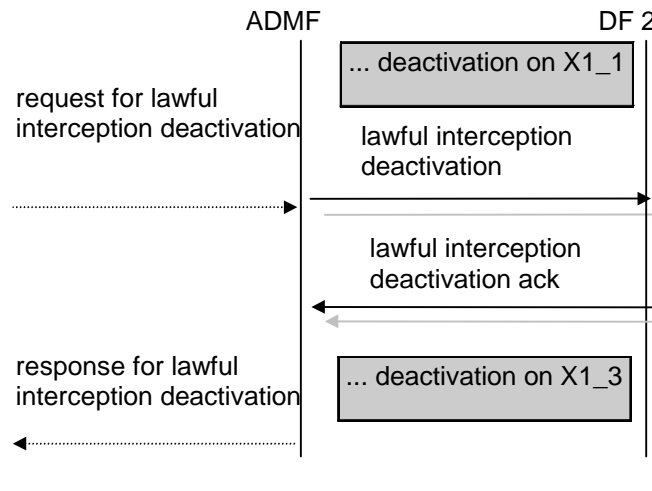 ADMF
DF 2
... deactivation on X1_1
request for lawful
interception deactivation
lawful interception
deactivation
lawful interception
deactivation ack
response for lawful
interception deactivation
... deactivation on X1_3